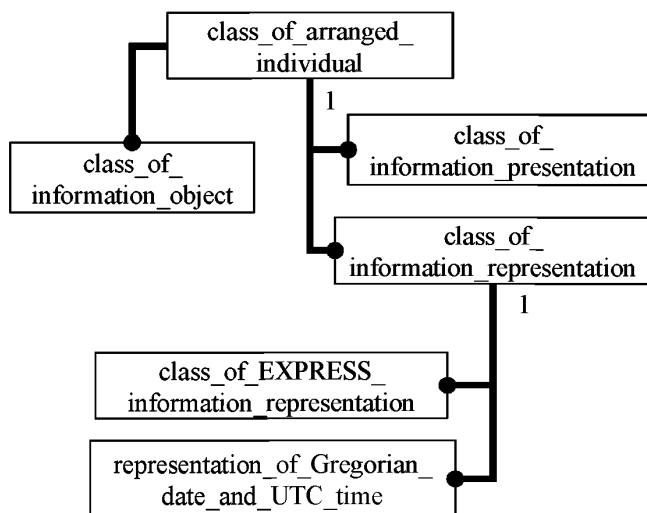 class_of_arranged_
individual
1
class_of_
information_object
class_of_
information_presentation
class_of_
information_representation
1
class_of_EXPRESS_
information_representation
representation_of_Gregorian_
date_and_UTC_time